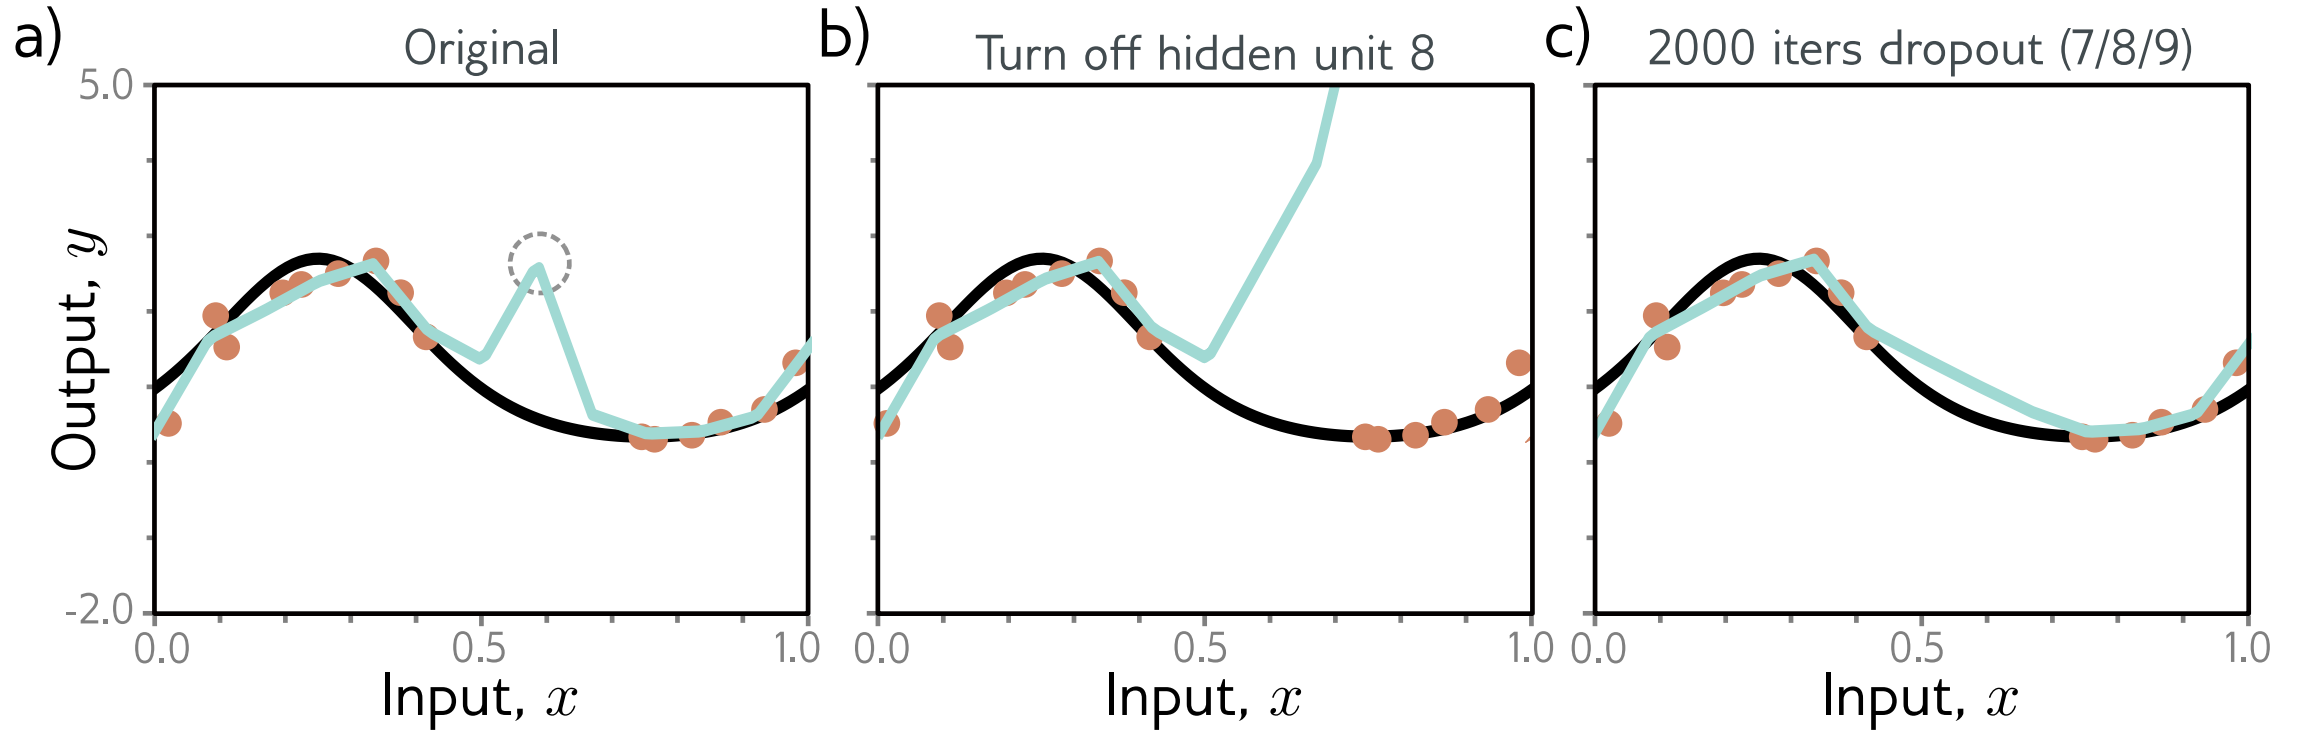 a)
Original
b)
Turn off hidden unit 8
c)
2000 iters dropout (7/8/9)
5.0
-2.0
Output, y
0.0
0.5
1.0
0.0
0.5
1.0
0.0
0.5
1.0
Input, x
Input, x
Input, x